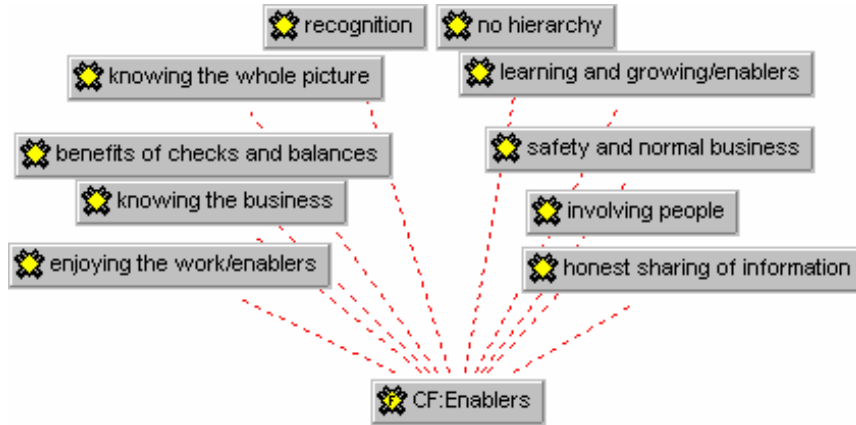 recognition
no hierarchy
knowing the whole picture
learning and growing/enablers
benefits of checks and balances
safety and normal business
knowing the business
involving people
enjoying the work/enablers
honest sharing of information
CF:Enablers